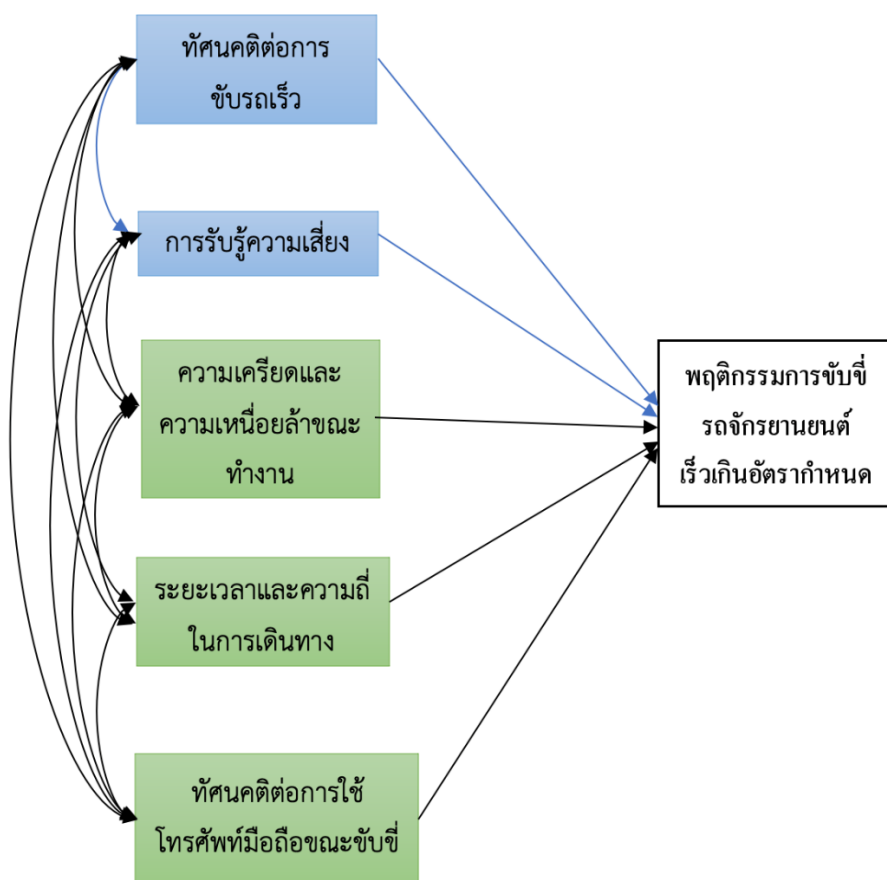 ทัศนคติต่อการ
ขับรถเร็ว
การรับรู้ความเสี่ยง
ความเครียดและ
ความเหนื่อยล้าขณะ
ทำงาน
พฤติกรรมการขับขี่
รถจักรยานยนต์
เร็วเกินอัตรากำหนด
ระยะเวลาและความถี่
ในการเดินทาง
ทัศนคติต่อการใช้
โทรศัพท์มือถือขณะขับขี่